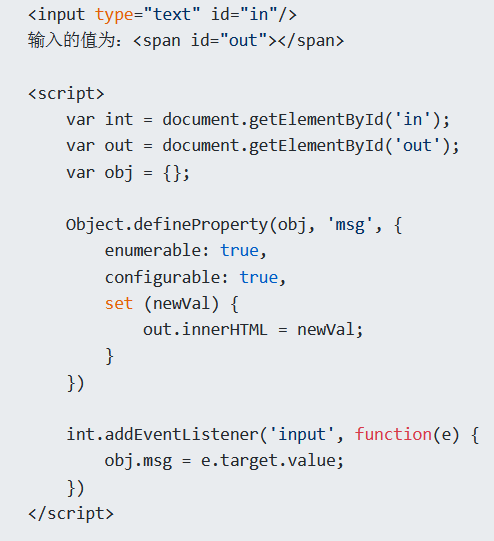 <input type="text" id="in"/>
输入的值为: <span id="out"></span>
<script>
var int = document.getElementById('in');
var out = document.getElementById('out');
var obj = {};
Object.defineProperty(obj, 'msg', {
enumerable: true,
configurable: true,
set (newVal) {
out.innerHTML = newVal;
}
})
int.addEventListener('input', function(e) {
obj.msg = e.target.value;
})
</script>